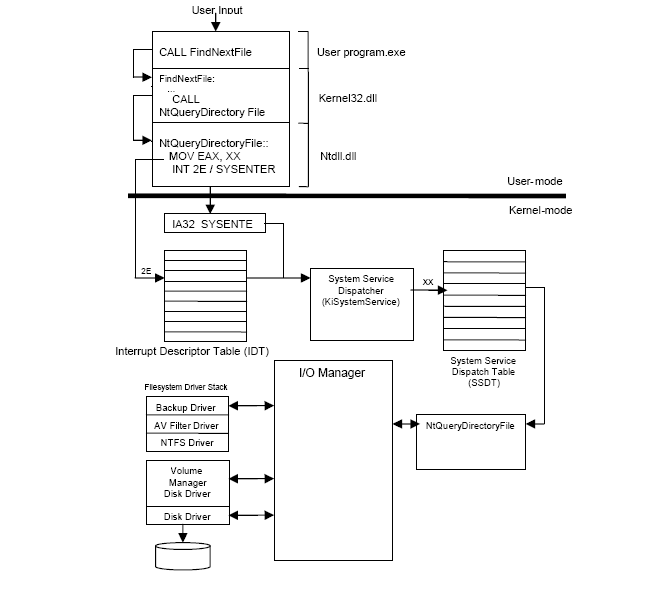 User Input
CALL FindNextFile
User program.exe
FindNextFile:
...
CALL
NtQueryDirectory File
Kernel32.dll
NtQueryDirectoryFile::
MOV EAX, XX
INT 2E / SYSENTER
Ntdll.dll
User-mode
Kernel-mode
IA32 SYSENTE
2E
Interrupt Descriptor Table (IDT)
System Service
Dispatcher
(KiSystemService)
XX
System Service
Dispatch Table
(SSDT)
I/O Manager
Filesystem Driver Stack
Backup Driver
AV Filter Driver
NTFS Driver
NtQueryDirectoryFile
Volume
Manager
Disk Driver
Disk Driver